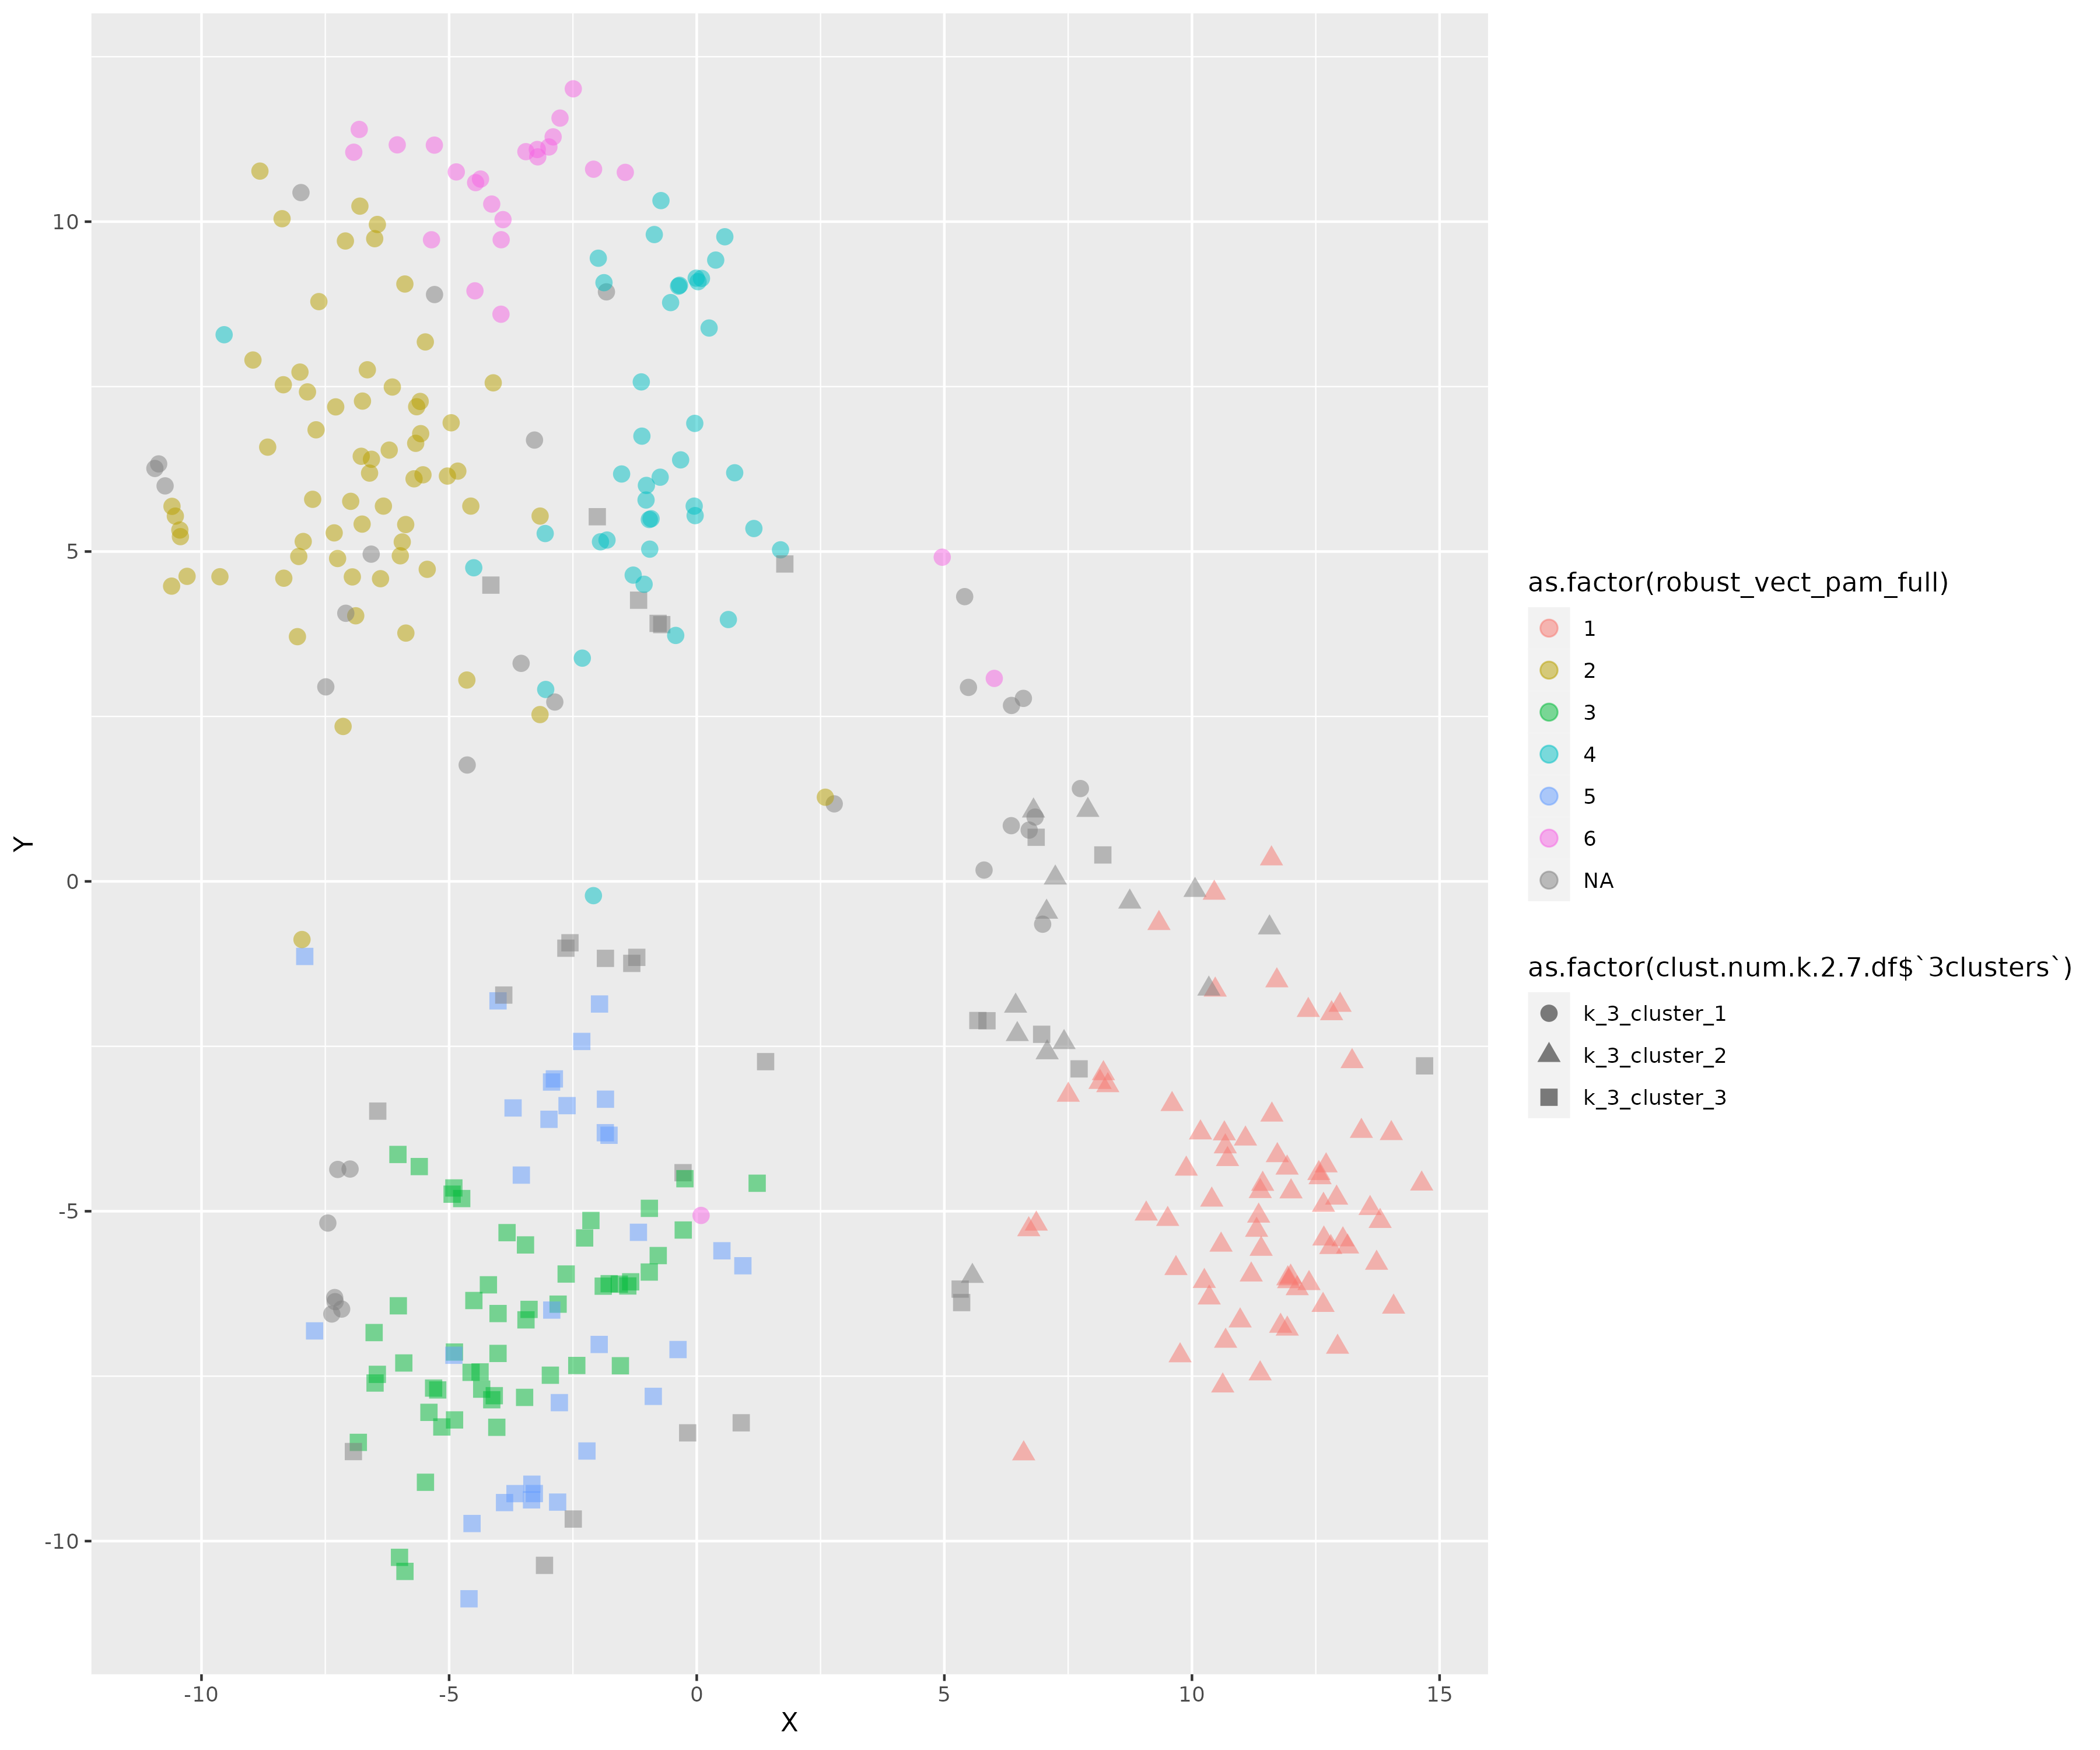 10
5
0
-5
-10
-10
-5
0
5
10
15
X
Y
as.factor(robust_vect_pam_full)
1
2
3
4
5
6
NA
as.factor(clust.num.k.2.7.df$`3clusters`)
k_3_cluster_1
k_3_cluster_2
k_3_cluster_3